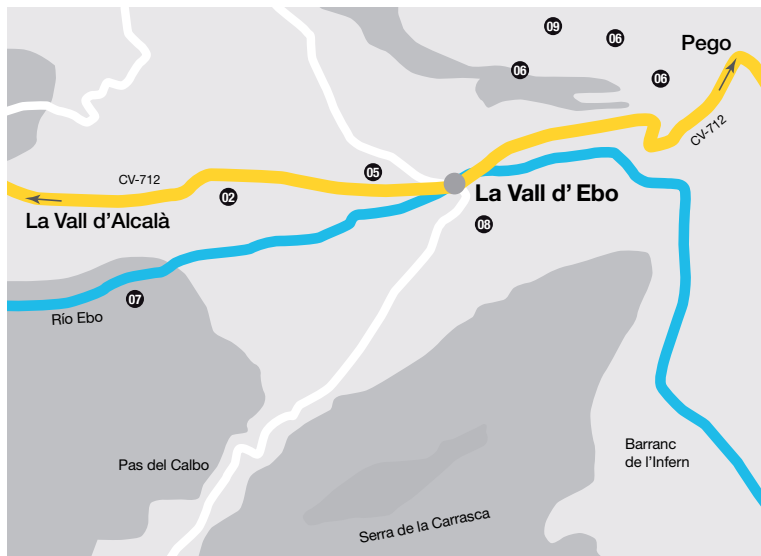 09
06
Pego
06
06
CV-712
05
CV-712
02
La Vall d' Ebo
La Vall d'Alcalà
08
07
Río Ebo
Barranc
de l'Infern
Pas del Calbo
Serra de la Carrasca